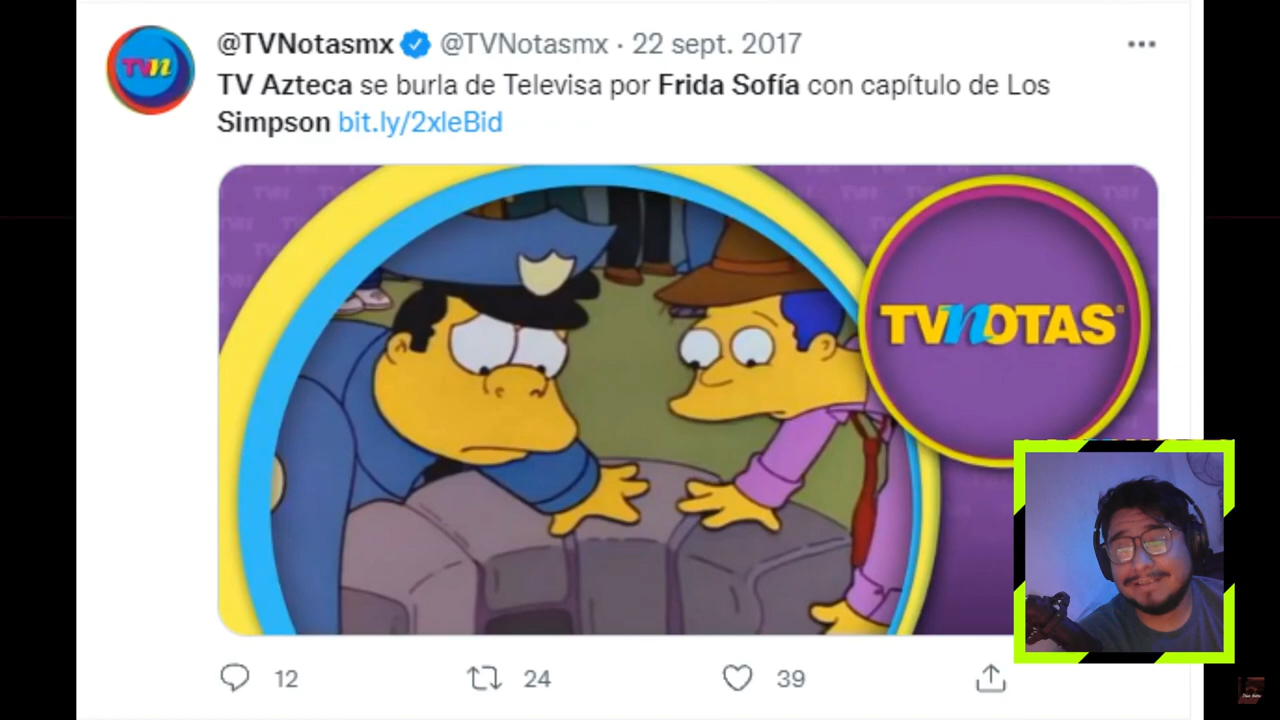 @TVNotasmx @TVNotasmx · 22 sept. 2017
TV Azteca se burla de Televisa por Frida Sofía con capítulo de Los
Simpson bit.ly/2xleBid
TVn
TVnOTAS®
12
24
39